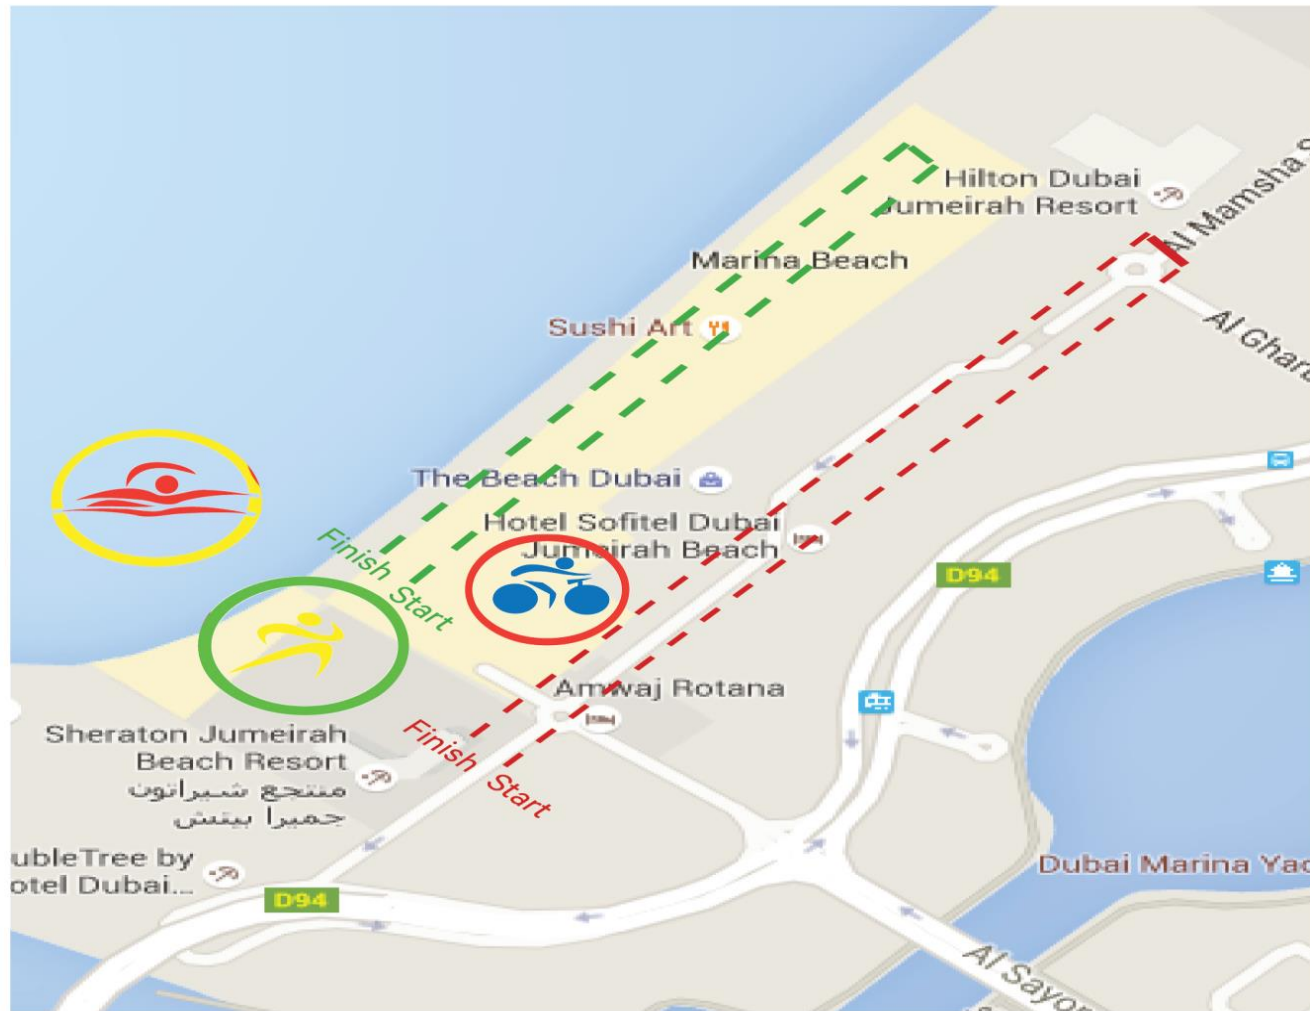 Hilton Dubai
Jumeirah Resort
Al Mamsha S
Marina Beach
Sushi Art
Al Gharb
The Beach Dubai
Hotel Sofitel Dubai
Jumeirah Beach
Finish Start
D94
Amwaj Rotana
Sheraton Jumeirah
Beach Resort
منتجع شيراتون
جميرا بيتش
Finish Start
ubleTree by
otel Dubai...
D94
Dubai Marina Yac
Al Sayor